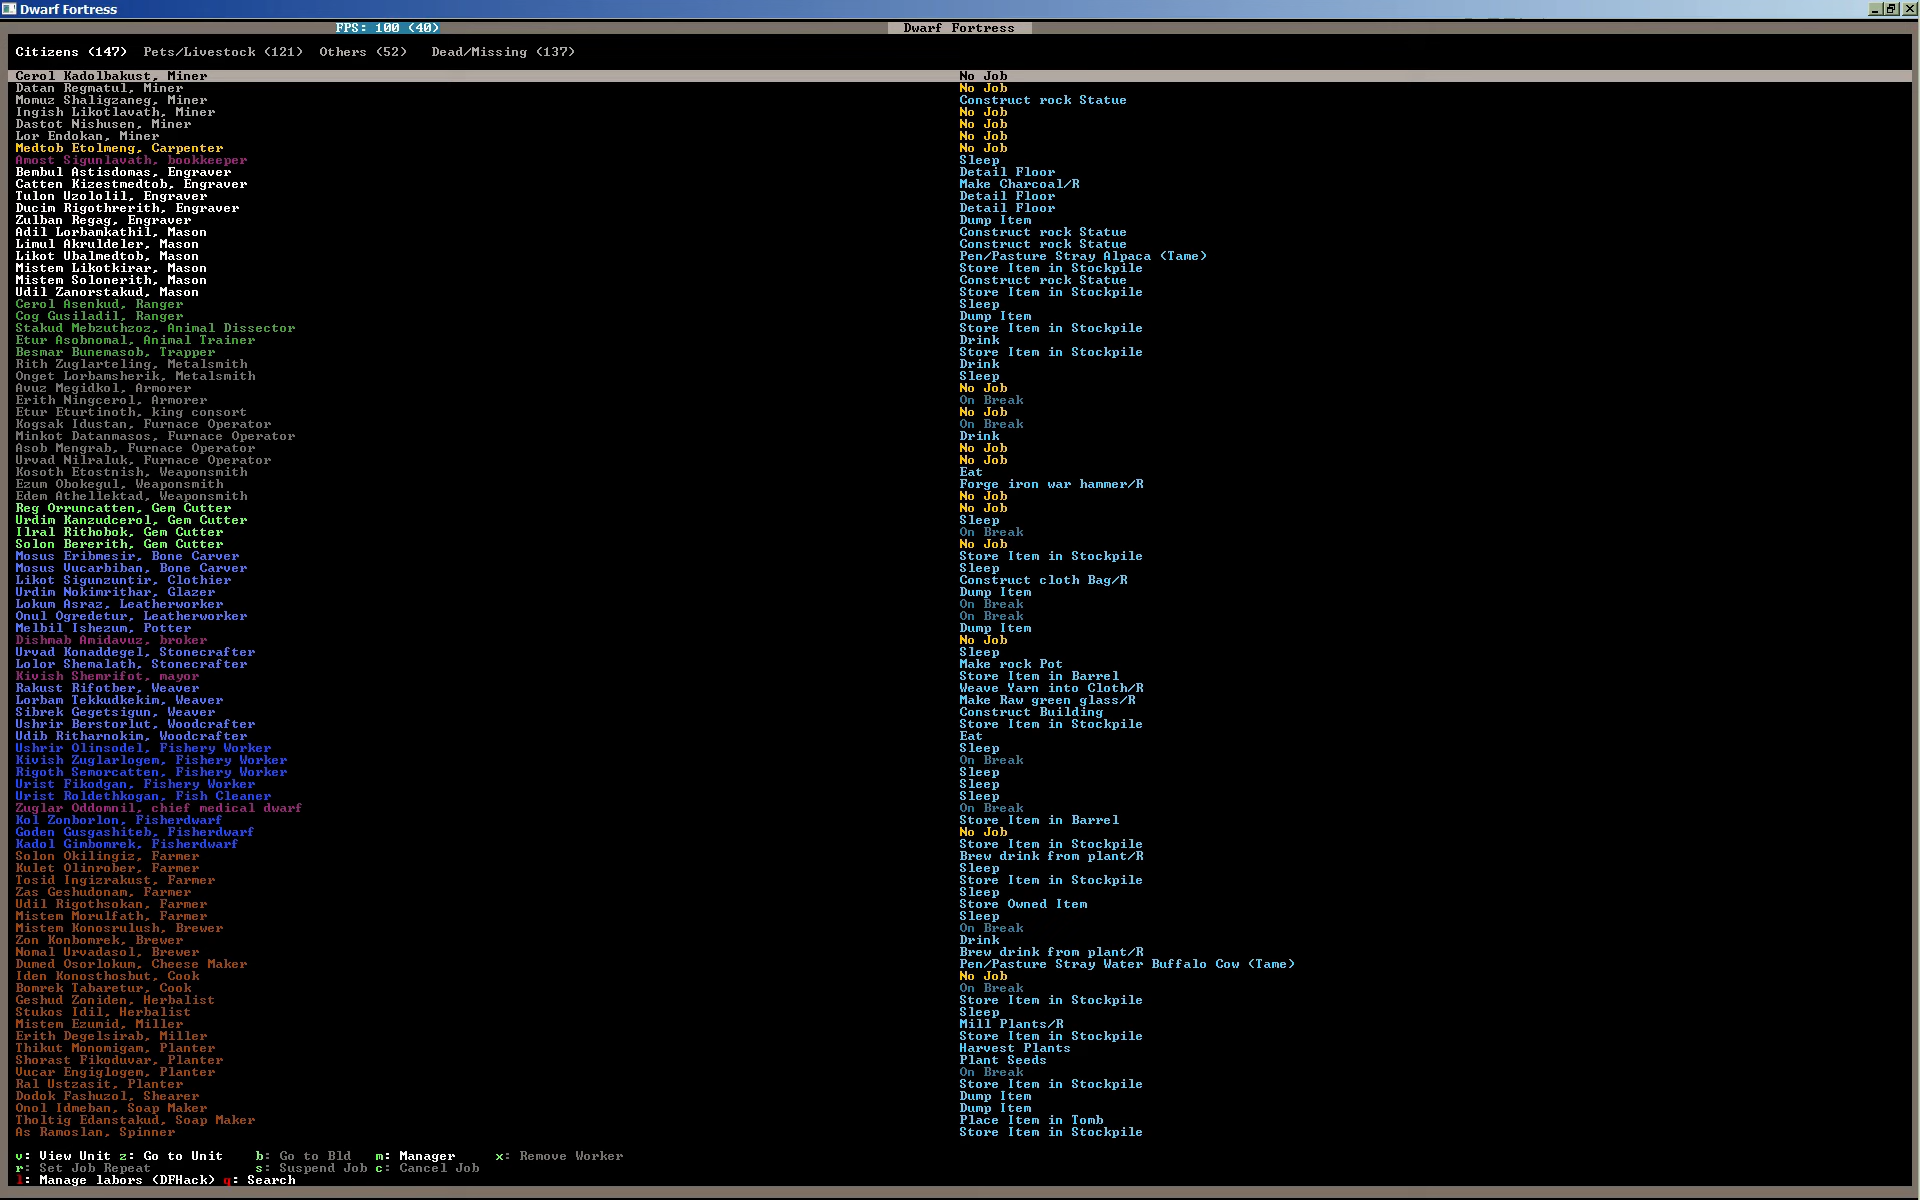 Dwarf Fortress
FPS: 100 (40) Dwarf Fortress
Citizens (147) Pets/Livestock (121) Others (52) Dead/Missing (137)
Cerol Kadolbakust, Miner No Job
Datan Regmatul, Miner No Job
Momuz Shaligzaneg, Miner Construct rock Statue
Ingish Likotlavath, Miner No Job
Dastot Nishusen, Miner No Job
Lor Endokan, Miner No Job
Medtob Etolmeng, Carpenter No Job
Amost Sigunlavath, bookkeeper Sleep
Bembul Astisdomas, Engraver Detail Floor
Catten Kizestmedtob, Engraver Make Charcoal/R
Tulon Uzololil, Engraver Detail Floor
Ducim Rigothrerith, Engraver Detail Floor
Zulban Regag, Engraver Dump Item
Adil Lorbamkathil, Mason Construct rock Statue
Limul Akruldeler, Mason Construct rock Statue
Likot Ubalmedtob, Mason Pen/Pasture Stray Alpaca (Tame)
Mistem Likotkirar, Mason Store Item in Stockpile
Mistem Solonerith, Mason Construct rock Statue
Udil Zanorstakud, Mason Store Item in Stockpile
Cerol Asenkud, Ranger Sleep
Cog Gusiladil, Ranger Dump Item
Stakud Mebzuthzoz, Animal Dissector Store Item in Stockpile
Etur Asobnomal, Animal Trainer Drink
Besmar Bunemasob, Trapper Store Item in Stockpile
Rith Zuglarteling, Metalsmith Drink
Onget Lorbamsherik, Metalsmith Sleep
Avuz Megidkol, Armorer No Job
Erith Ningcerol, Armorer On Break
Etur Eturtinoth, king consort No Job
Kogsak Idustan, Furnace Operator On Break
Minkot Datanmasos, Furnace Operator Drink
Asob Mengrab, Furnace Operator No Job
Urvad Nilraluk, Furnace Operator No Job
Kosoth Etostnish, Weaponsmith Eat
Ezum Obokegul, Weaponsmith Forge iron war hammer/R
Edem Athellektad, Weaponsmith No Job
Reg Orruncatten, Gem Cutter No Job
Urdim Kanzudcerol, Gem Cutter Sleep
Ilral Rithobok, Gem Cutter On Break
Solon Bererith, Gem Cutter No Job
Mosus Eribmesir, Bone Carver Store Item in Stockpile
Mosus Vucarbiban, Bone Carver Sleep
Likot Sigunzuntir, Clothier Construct cloth Bag/R
Urdim Nokimrithar, Glazer Dump Item
Lokum Asraz, Leatherworker On Break
Onul Ogredetur, Leatherworker On Break
Melbil Ishezum, Potter Dump Item
Dishmab Amidavuz, broker No Job
Urvad Konaddegel, Stonecrafter Sleep
Lolor Shemalath, Stonecrafter Make rock Pot
Kivish Shemrifot, mayor Store Item in Barrel
Rakust Rifotber, Weaver Weave Yarn into Cloth/R
Lorbam Tekkudkekim, Weaver Make Raw green glass/R
Sibrek Gegetsigun, Weaver Construct Building
Ushrir Berstorlut, Woodcrafter Store Item in Stockpile
Udib Ritharnokim, Woodcrafter Eat
Ushrir Olinsodel, Fishery Worker Sleep
Kivish Zuglarlogem, Fishery Worker On Break
Rigoth Semorcatten, Fishery Worker Sleep
Urist Fikodgan, Fishery Worker Sleep
Urist Roldethkogan, Fish Cleaner Sleep
Zuglar Oddomnil, chief medical dwarf On Break
Kol Zonborlon, Fisherdwarf Store Item in Barrel
Goden Gusgashiteb, Fisherdwarf No Job
Kadol Gimbomrek, Fisherdwarf Store Item in Stockpile
Solon Okilingiz, Farmer Brew drink from plant/R
Kulet Olinrober, Farmer Sleep
Tosid Ingizrakust, Farmer Store Item in Stockpile
Zas Geshudonam, Farmer Sleep
Udil Rigothsokan, Farmer Store Owned Item
Mistem Morulfath, Farmer Sleep
Mistem Konosrulush, Brewer On Break
Zon Konbomrek, Brewer Drink
Nomal Urvadasol, Brewer Brew drink from plant/R
Dumed Osorlokum, Cheese Maker Pen/Pasture Stray Water Buffalo Cow (Tame)
Iden Konosthosbut, Cook No Job
Bomrek Tabaretur, Cook On Break
Geshud Zoniden, Herbalist Store Item in Stockpile
Stukos Idil, Herbalist Sleep
Mistem Ezumid, Miller Mill Plants/R
Erith Degelsirab, Miller Store Item in Stockpile
Thikut Monomigam, Planter Harvest Plants
Shorast Fikoduvar, Planter Plant Seeds
Vucar Engiglogem, Planter On Break
Ral Ustzasit, Planter Store Item in Stockpile
Dodok Fashuzol, Shearer Dump Item
Onol Idmeban, Soap Maker Dump Item
Tholtig Edanstakud, Soap Maker Place Item in Tomb
As Ramoslan, Spinner Store Item in Stockpile
v: View Unit z: Go to Unit b: Go to Bld m: Manager x: Remove Worker
r: Set Job Repeat s: Suspend Job c: Cancel Job
l: Manage labors (DFHack) q: Search